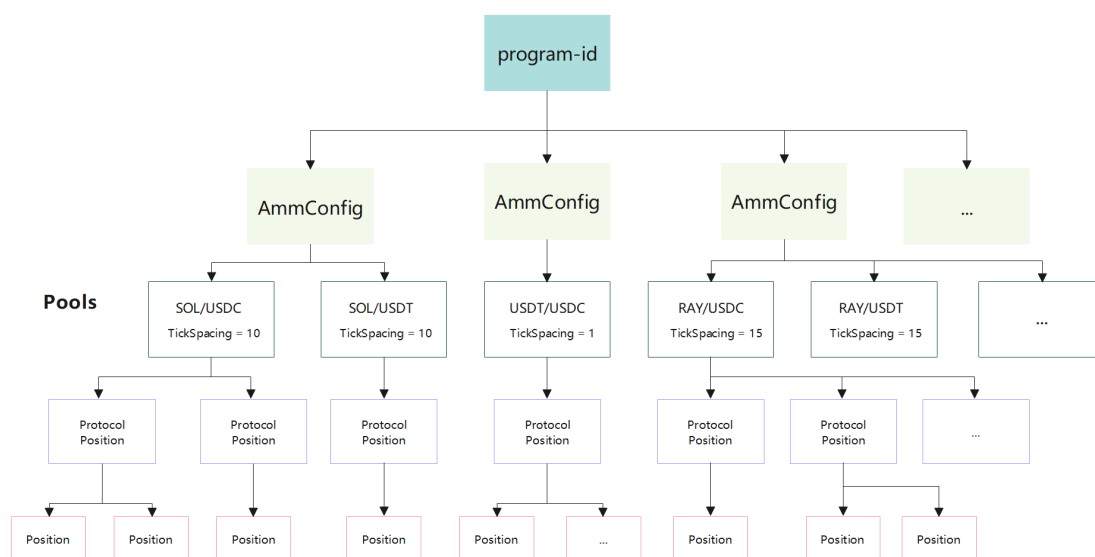 program-id
AmmConfig
AmmConfig
AmmConfig
...
Pools
SOL/USDC
TickSpacing = 10
SOL/USDT
TickSpacing = 10
USDT/USDC
TickSpacing = 1
RAY/USDC
TickSpacing = 15
RAY/USDT
TickSpacing = 15
...
Protocol
Position
Protocol
Position
Protocol
Position
Protocol
Position
Protocol
Position
Protocol
Position
...
Position
Position
Position
Position
Position
...
Position
Position
Position